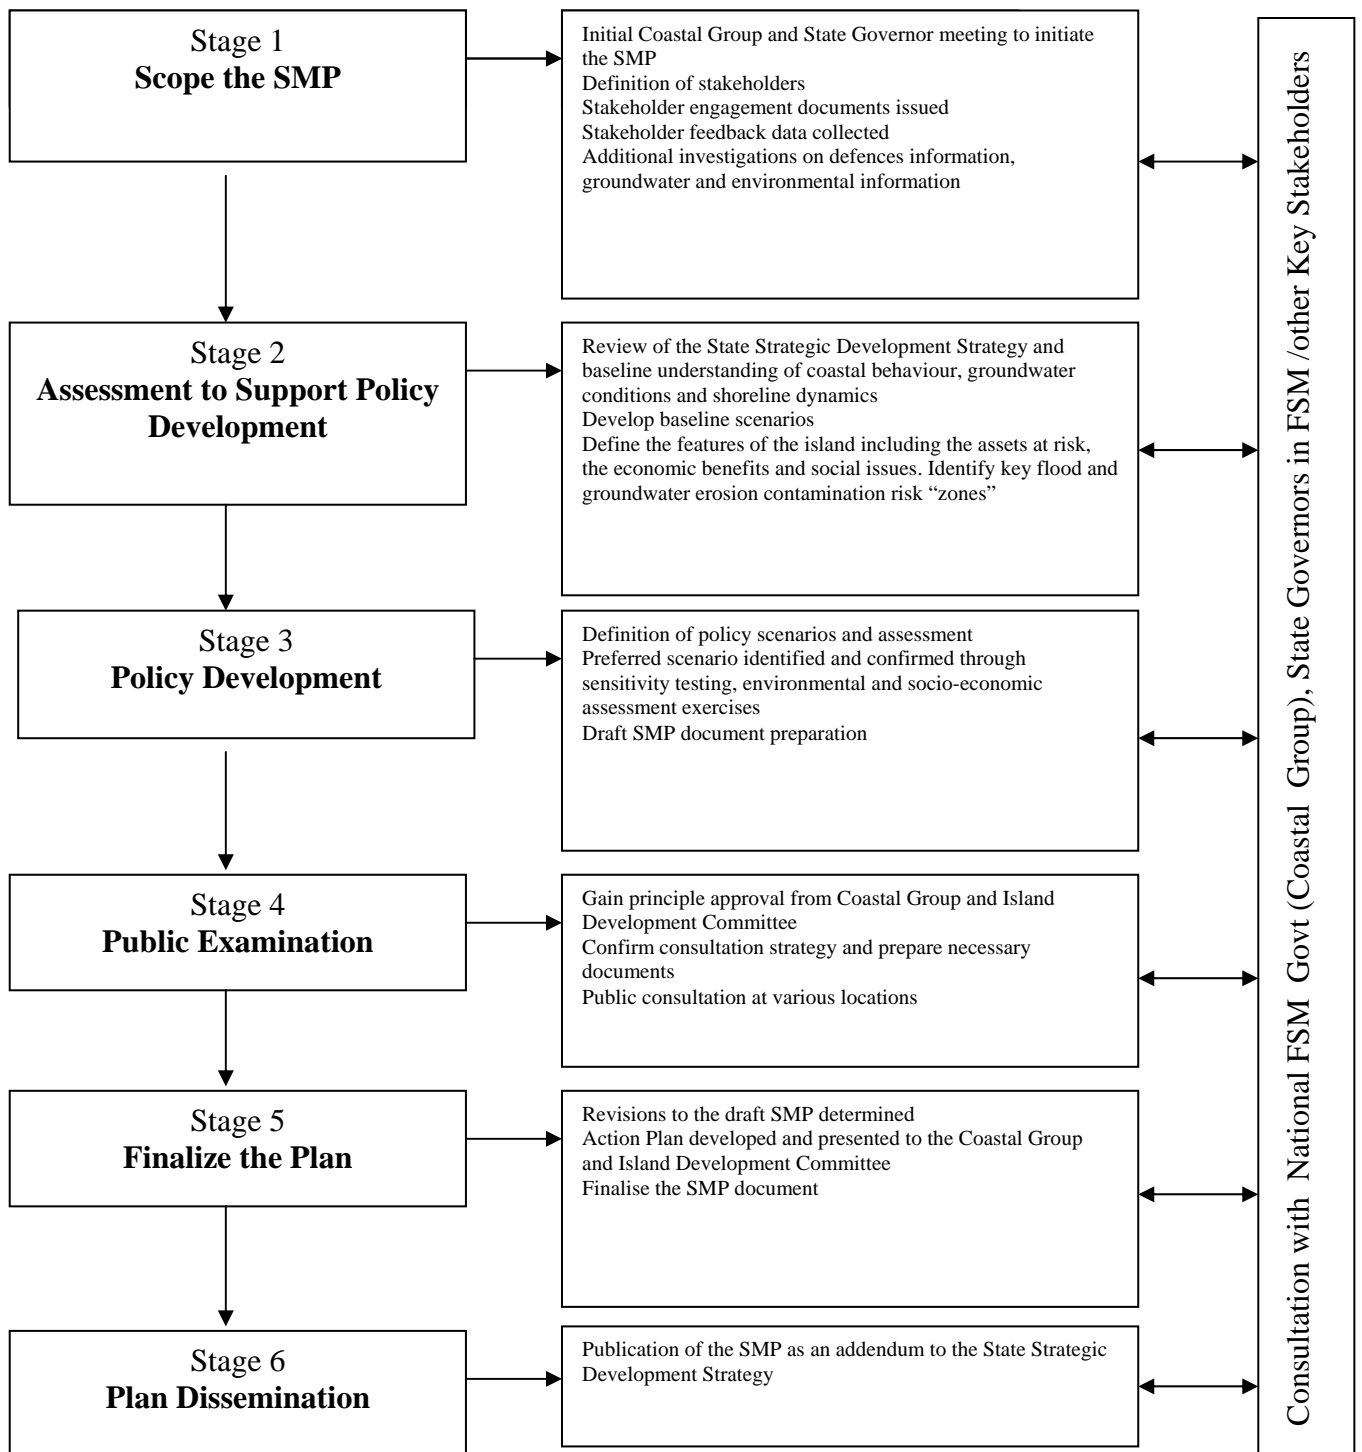 Stage 1
Scope the SMP
Initial Coastal Group and State Governor meeting to initiate
the SMP
Definition of stakeholders
Stakeholder engagement documents issued
Stakeholder feedback data collected
Additional investigations on defences information,
groundwater and environmental information
Stage 2
Assessment to Support Policy
Development
Review of the State Strategic Development Strategy and
baseline understanding of coastal behaviour, groundwater
conditions and shoreline dynamics
Develop baseline scenarios
Define the features of the island including the assets at risk,
the economic benefits and social issues. Identify key flood and
groundwater erosion contamination risk “zones”
Stage 3
Policy Development
Definition of policy scenarios and assessment
Preferred scenario identified and confirmed through
sensitivity testing, environmental and socio-economic
assessment exercises
Draft SMP document preparation
Stage 4
Public Examination
Gain principle approval from Coastal Group and Island
Development Committee
Confirm consultation strategy and prepare necessary
documents
Public consultation at various locations
Stage 5
Finalize the Plan
Revisions to the draft SMP determined
Action Plan developed and presented to the Coastal Group
and Island Development Committee
Finalise the SMP document
Stage 6
Plan Dissemination
Publication of the SMP as an addendum to the State Strategic
Development Strategy
Consultation with National FSM Govt (Coastal Group), State Governors in FSM /other Key Stakeholders